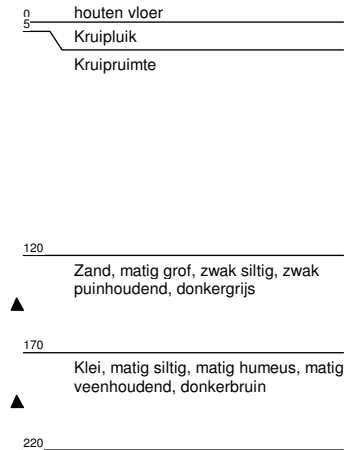 0
houten vloer
5
Kruipluik
Kruipruimte
120
Zand, matig grof, zwak siltig, zwak
puinhoudend, donkergrijs
170
Klei, matig siltig, matig humeus, matig
veenhoudend, donkerbruin
220